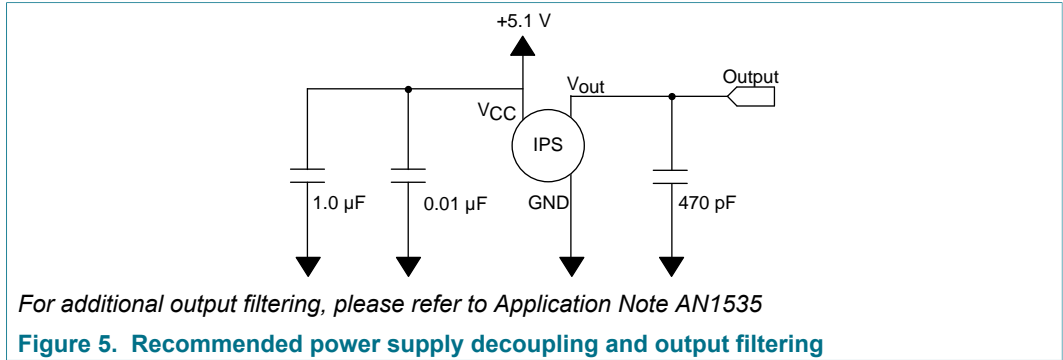 +5.1 V
Vout
Output
VCC
IPS
1.0 µF
0.01 µF
GND
470 pF
For additional output filtering, please refer to Application Note AN1535
Figure 5. Recommended power supply decoupling and output filtering